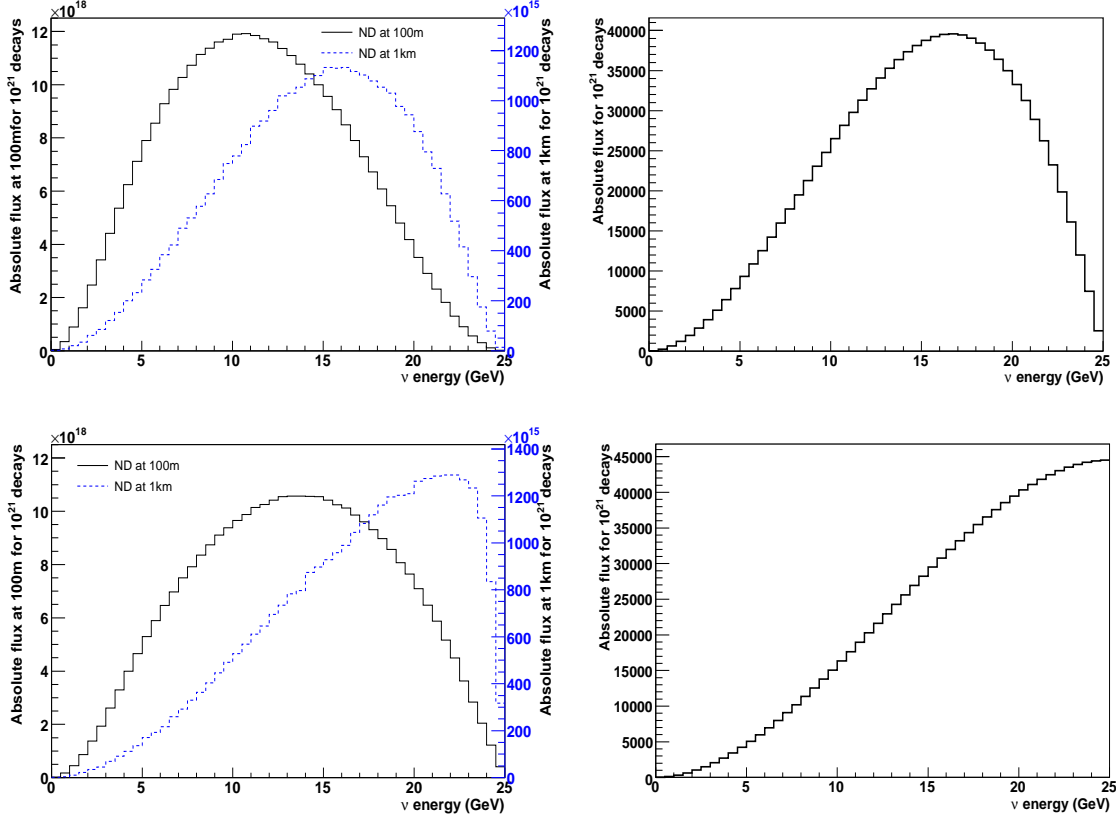 ×10^18
×10^15
Absolute flux at 100mfor 10^21 decays
12
10
8
6
4
2
0
ND at 100m
ND at 1km
1200
1000
800
600
400
200
0
Absolute flux at 1km for 10^21 decays
0 5 10 15 20 25
ν energy (GeV)
Absolute flux for 10^21 decays
40000
35000
30000
25000
20000
15000
10000
5000
0
0 5 10 15 20 25
ν energy (GeV)
×10^18
×10^15
Absolute flux at 100m for 10^21 decays
12
10
8
6
4
2
0
ND at 100m
ND at 1km
1400
1200
1000
800
600
400
200
0
Absolute flux at 1km for 10^21 decays
0 5 10 15 20 25
ν energy (GeV)
Absolute flux for 10^21 decays
45000
40000
35000
30000
25000
20000
15000
10000
5000
0
0 5 10 15 20 25
ν energy (GeV)